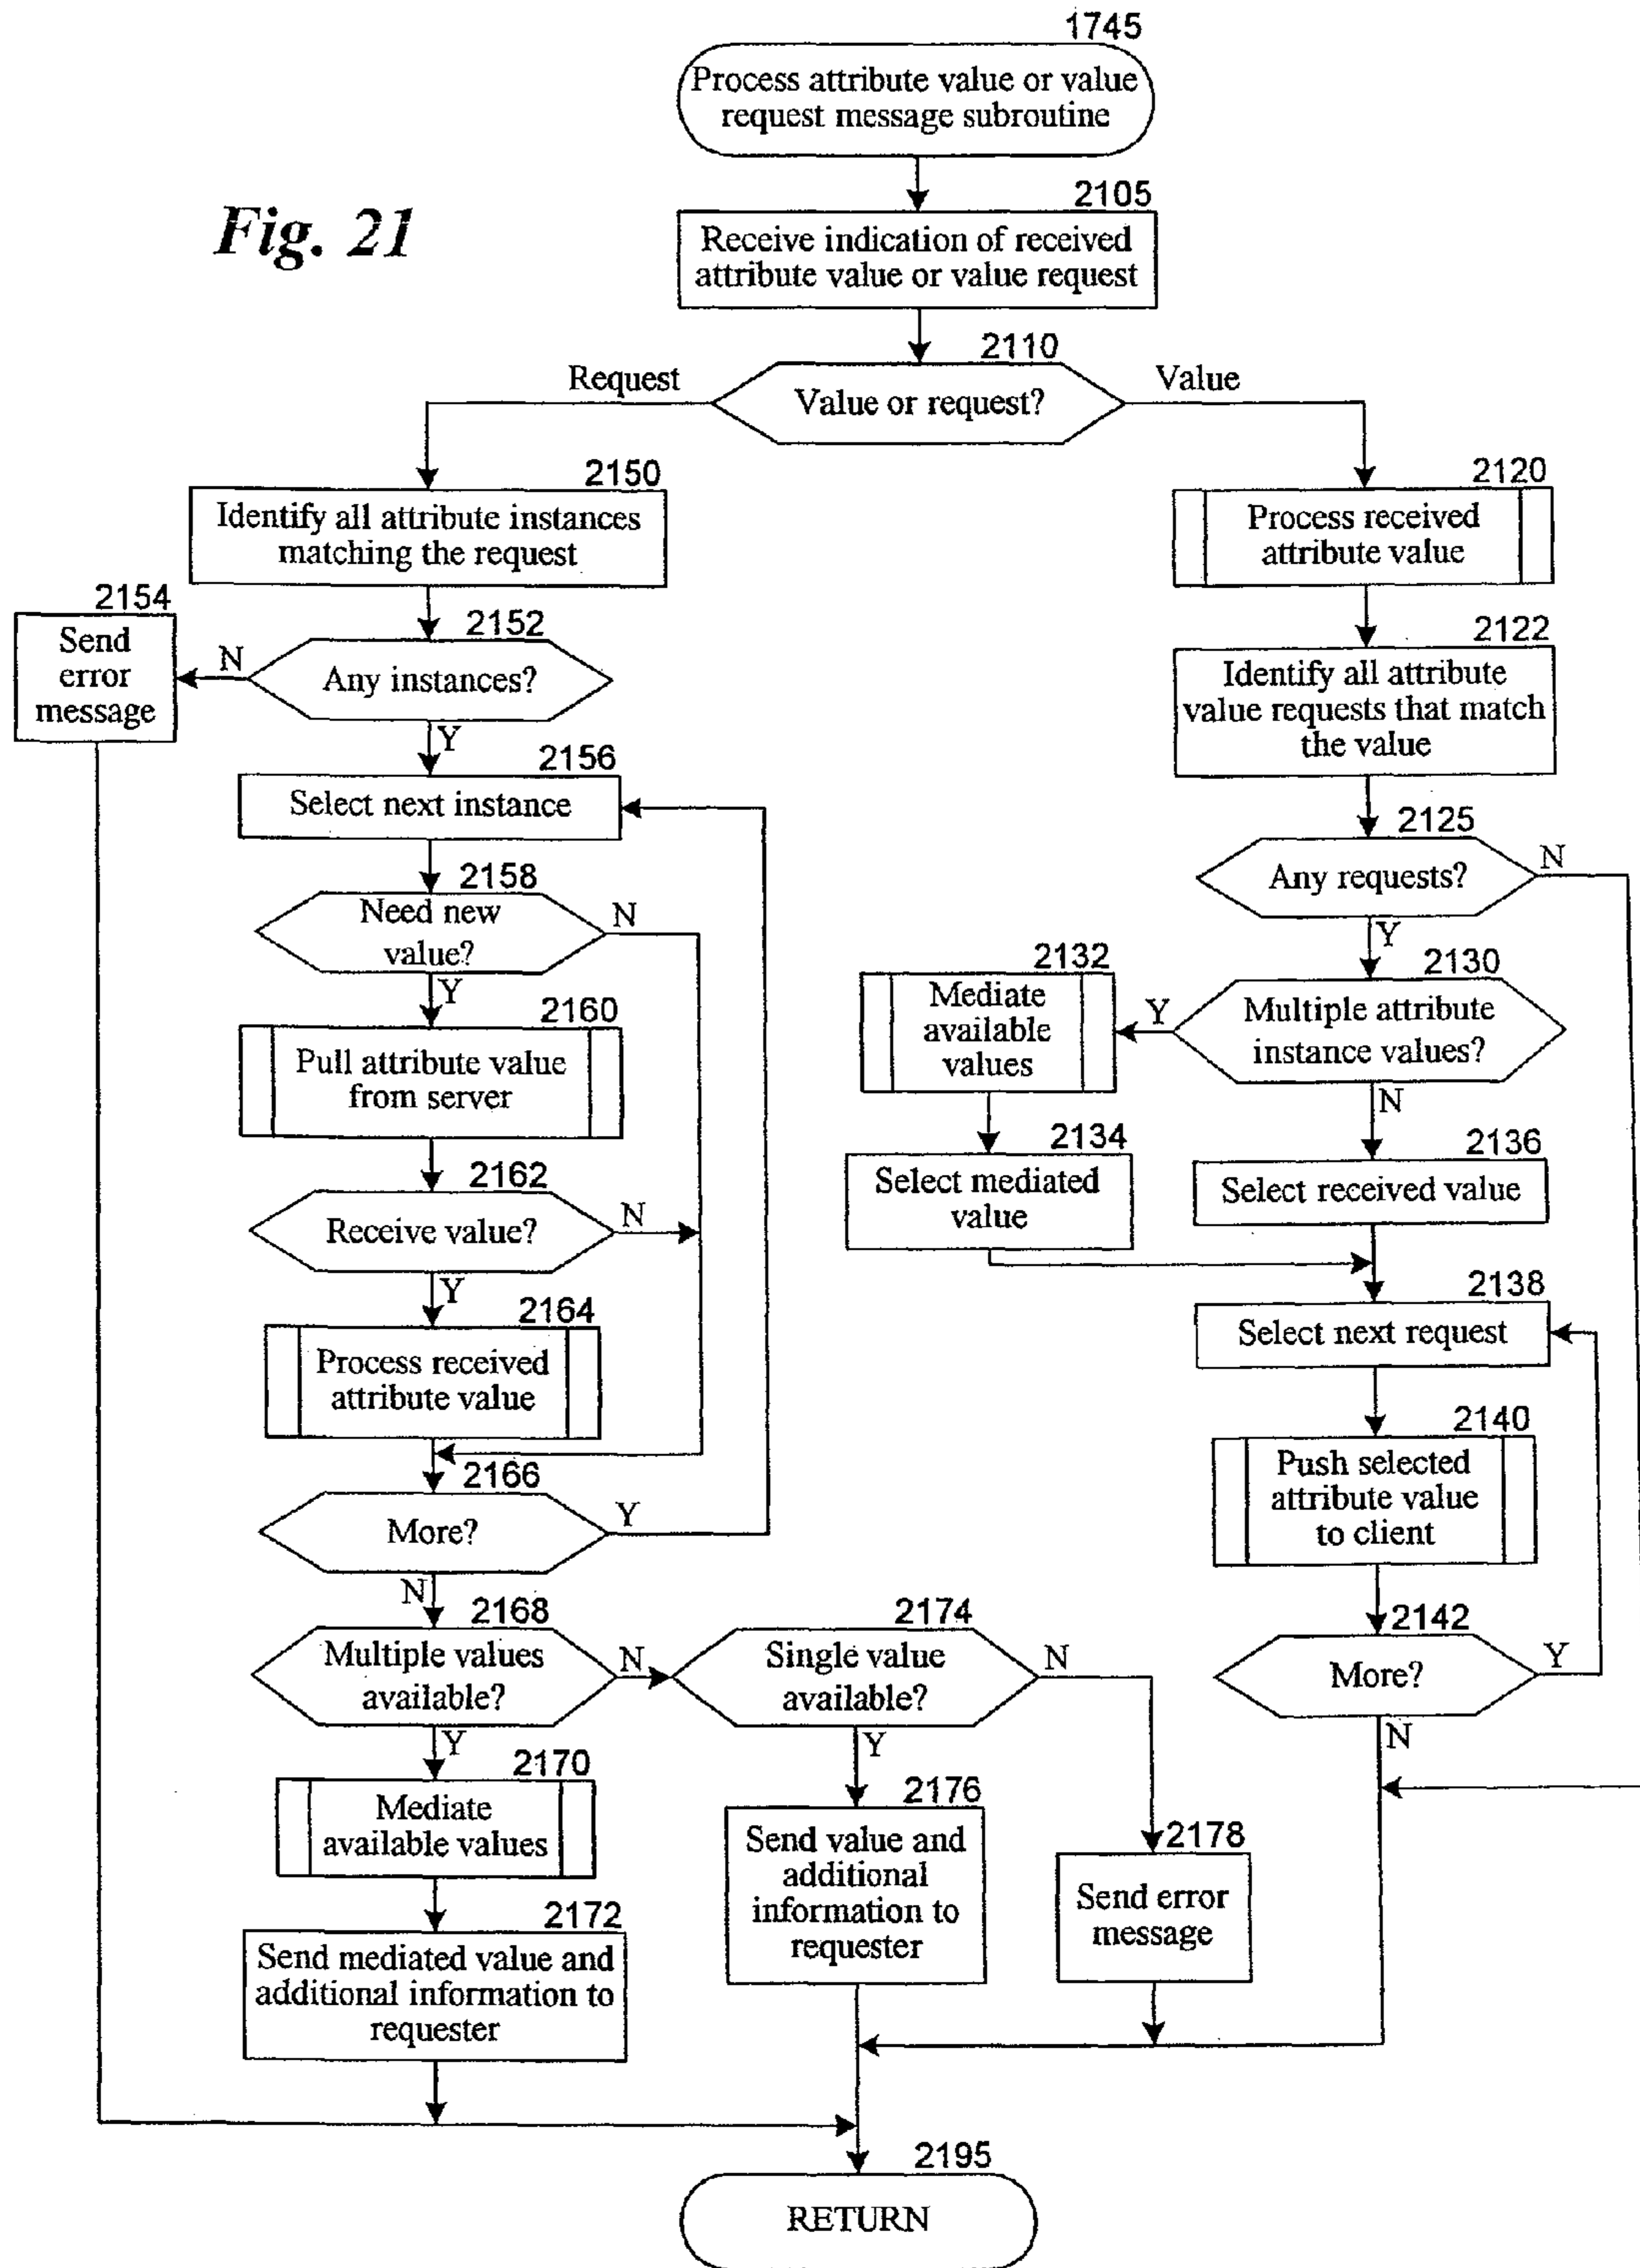 1745
Process attribute value or value
request message subroutine
Fig. 21
2105
Receive indication of received
attribute value or value request
2110
Request
Value or request?
Value
2150
Identify all attribute instances
matching the request
2120
Process received
attribute value
2154
Send
error
message
2152
N
Any instances?
Y
2122
Identify all attribute
value requests that match
the value
2156
Select next instance
2125
Any requests?
N
Y
2158
Need new
value?
N
Y
2132
Mediate
available
values
2130
Y
Multiple attribute
instance values?
N
2160
Pull attribute value
from server
2134
Select mediated
value
2136
Select received value
2162
Receive value?
N
Y
2138
Select next request
2164
Process received
attribute value
2140
Push selected
attribute value
to client
2166
More?
Y
N
2142
More?
Y
N
2168
Multiple values
available?
N
Y
2174
Single value
available?
N
Y
2170
Mediate
available values
2176
Send value and
additional
information to
requester
2178
Send error
message
2172
Send mediated value and
additional information to
requester
2195
RETURN